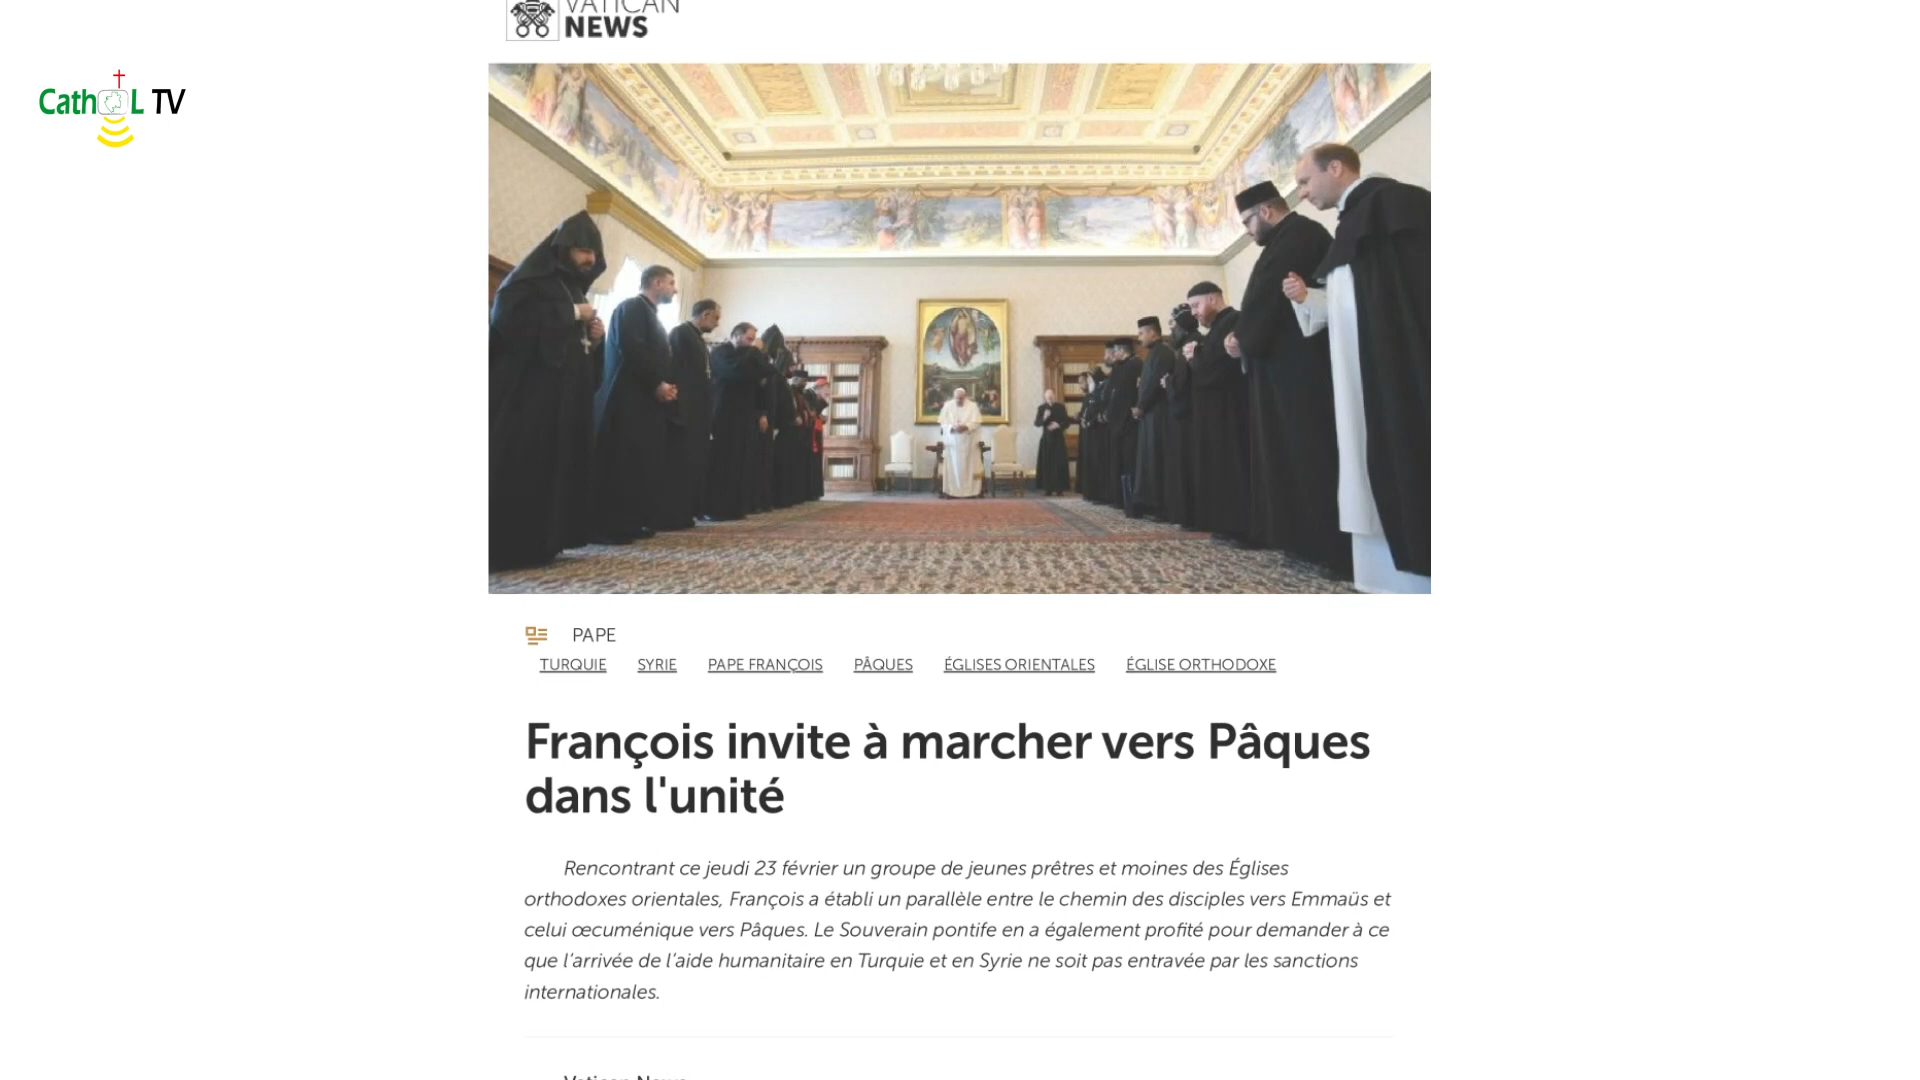 VATICAN
NEWS
CathOL TV
PAPE
TURQUIE SYRIE PAPE FRANÇOIS PÂQUES ÉGLISES ORIENTALES ÉGLISE ORTHODOXE
François invite à marcher vers Pâques
dans l'unité
Rencontrant ce jeudi 23 février un groupe de jeunes prêtres et moines des Églises
orthodoxes orientales, François a établi un parallèle entre le chemin des disciples vers Emmaüs et
celui œcuménique vers Pâques. Le Souverain pontife en a également profité pour demander à ce
que l’arrivée de l’aide humanitaire en Turquie et en Syrie ne soit pas entravée par les sanctions
internationales.
Vatican News